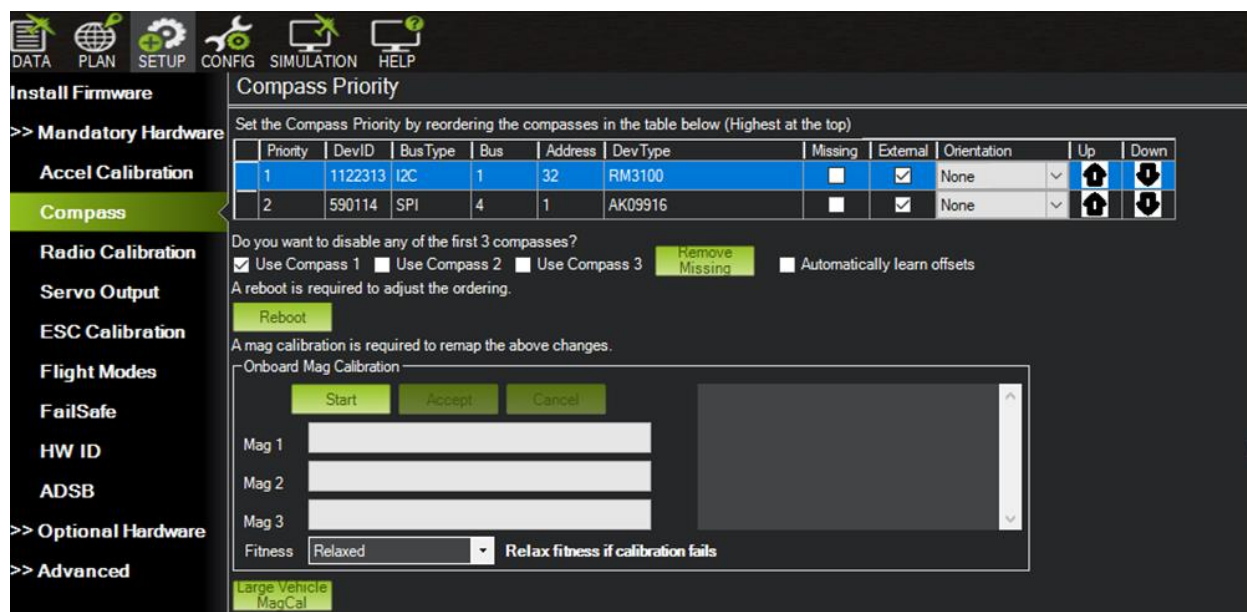 DATA PLAN SETUP CONFIG SIMULATION HELP
Install Firmware
>> Mandatory Hardware
Accel Calibration
Compass
Radio Calibration
Servo Output
ESC Calibration
Flight Modes
FailSafe
HW ID
ADSB
>> Optional Hardware
>> Advanced
Compass Priority
Set the Compass Priority by reordering the compasses in the table below (Highest at the top)
Priority DevID BusType Bus Address DevType Missing External Orientation Up Down
1 1122313 I2C 1 32 RM3100 None
2 590114 SPI 4 1 AK09916 None
Do you want to disable any of the first 3 compasses?
Use Compass 1 Use Compass 2 Use Compass 3 Remove Missing Automatically learn offsets
A reboot is required to adjust the ordering.
Reboot
A mag calibration is required to remap the above changes.
Onboard Mag Calibration
Start Accept Cancel
Mag 1
Mag 2
Mag 3
Fitness Relaxed Relax fitness if calibration fails
Large Vehicle
MagCal